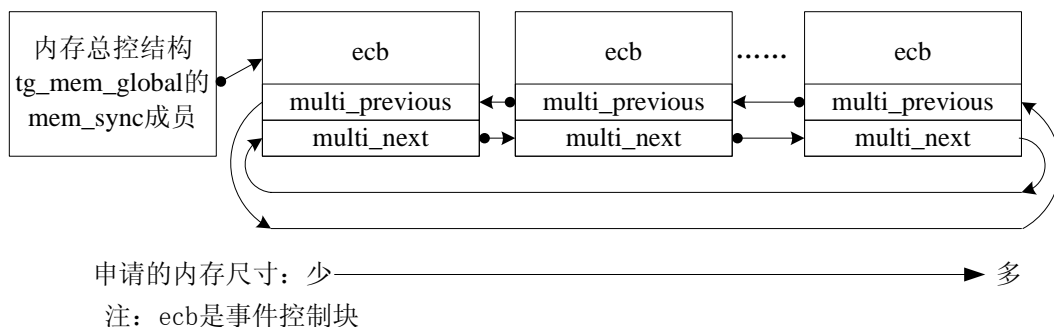 内存总控结构
tg_mem_global的
mem_sync成员
ecb
multi_previous
multi_next
ecb
multi_previous
multi_next
……
ecb
multi_previous
multi_next
申请的内存尺寸：少
多
注：ecb是事件控制块